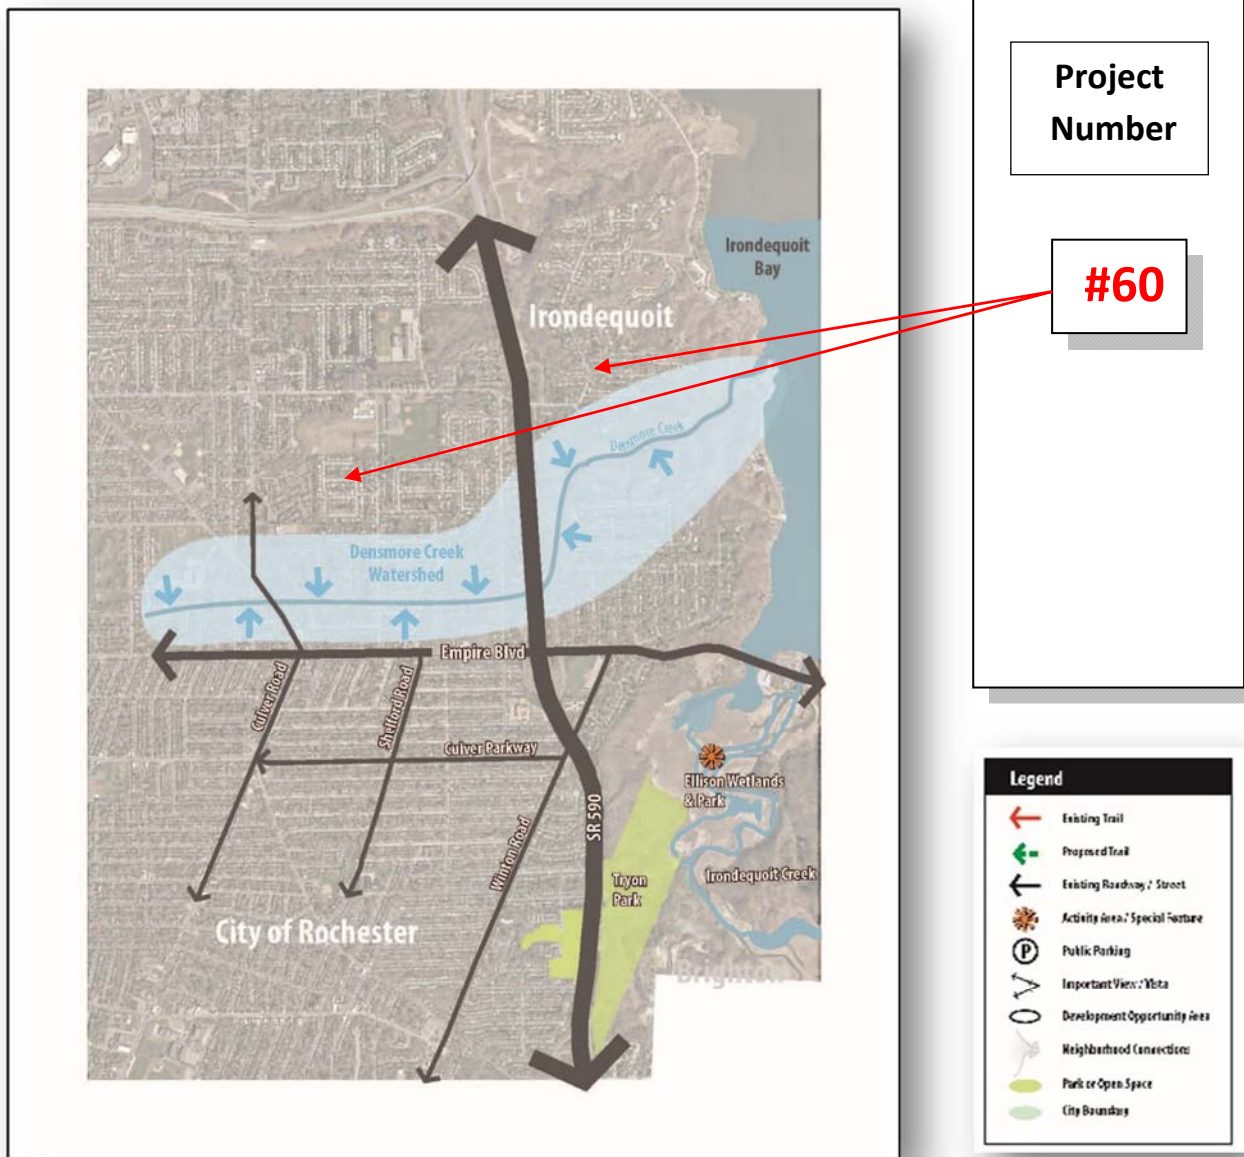 Project
Number
#60
Irondequoit
Bay
Irondequoit
Densmore Creek
Densmore Creek
Watershed
Empire Blvd
Culver Road
Shelford Road
Culver Parkway
Winton Road
SR 590
Ellison Wetlands
& Park
Tryon
Park
Irondequoit Creek
City of Rochester
Brighton
Legend
Existing Trail
Proposed Trail
Existing Roadway / Street
Activity Area / Special Feature
P
Public Parking
Important View / Vista
Development Opportunity Area
Neighborhood Connections
Park or Open Space
City Boundary